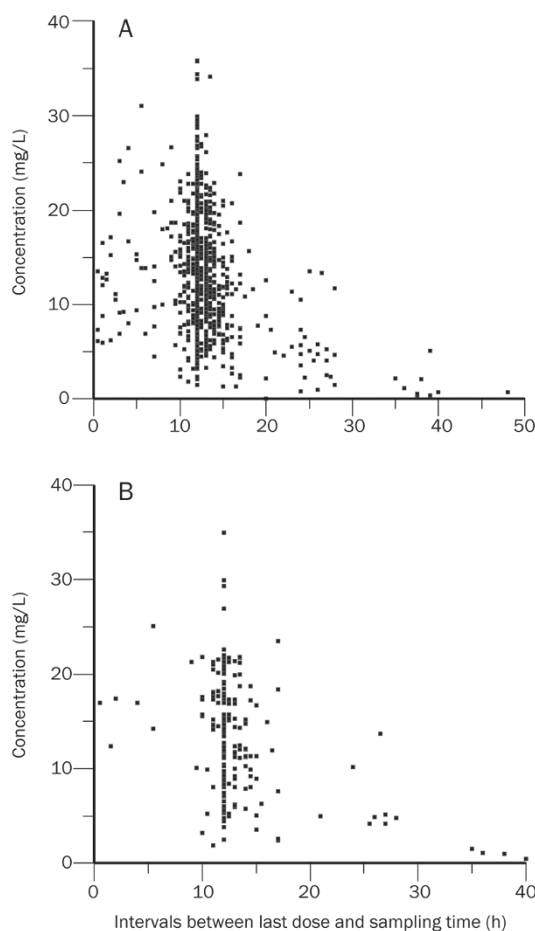 A
Concentration (mg/L)
40
30
20
10
0
0 10 20 30 40 50
B
Concentration (mg/L)
40
30
20
10
0
0 10 20 30 40
Intervals between last dose and sampling time (h)